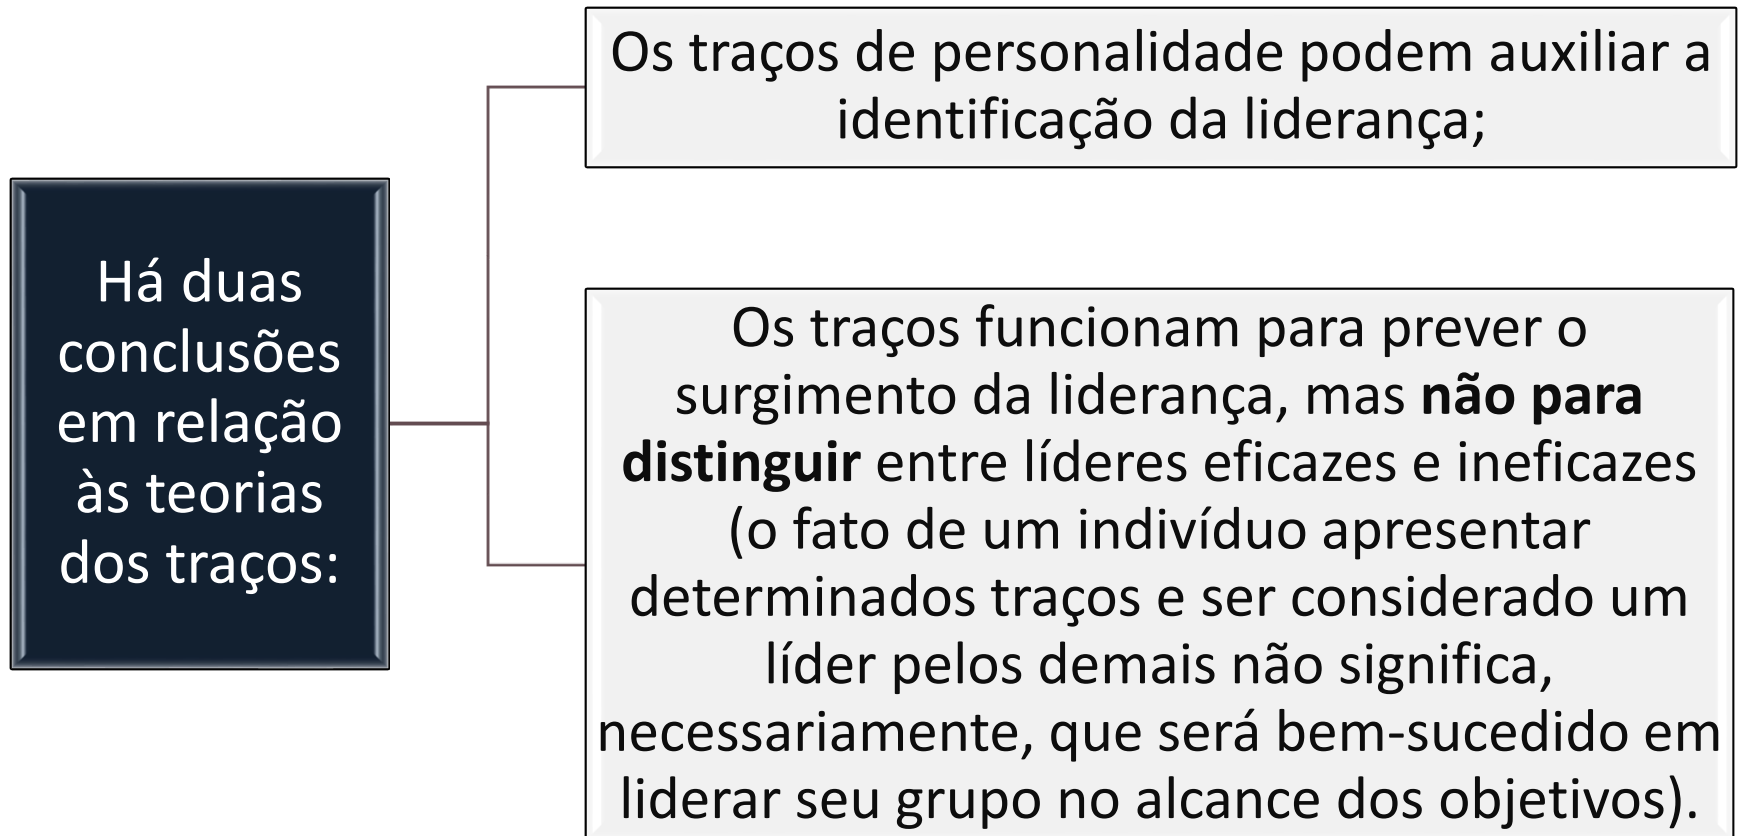 Há duas
conclusões
em relação
às teorias
dos traços:
Os traços de personalidade podem auxiliar a
identificação da liderança;
Os traços funcionam para prever o
surgimento da liderança, mas não para
distinguir entre líderes eficazes e ineficazes
(o fato de um indivíduo apresentar
determinados traços e ser considerado um
líder pelos demais não significa,
necessariamente, que será bem-sucedido em
liderar seu grupo no alcance dos objetivos).